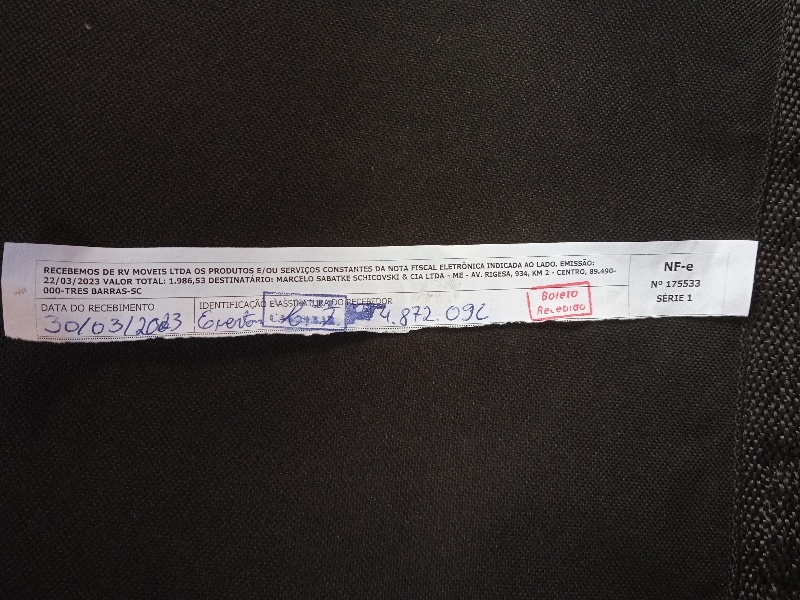 RECEBEMOS DE RV MOVEIS LTDA OS PRODUTOS E/OU SERVIÇOS CONSTANTES DA NOTA FISCAL ELETRÔNICA INDICADA AO LADO. EMISSÃO:
22/03/2023 VALOR TOTAL: 1.986,53 DESTINATÁRIO: MARCELO SABATKE SCHICOVSKI & CIA LTDA - ME - AV. RIGESA, 934, KM 2 - CENTRO, 89.490-
000-TRES BARRAS-SC
NF-e
Nº 175533
SÉRIE 1
DATA DO RECEBIMENTO
30/03/2023
IDENTIFICAÇÃO E ASSINATURA DO RECEBEDOR
Everton 4.872.092
Boleto
Recebido